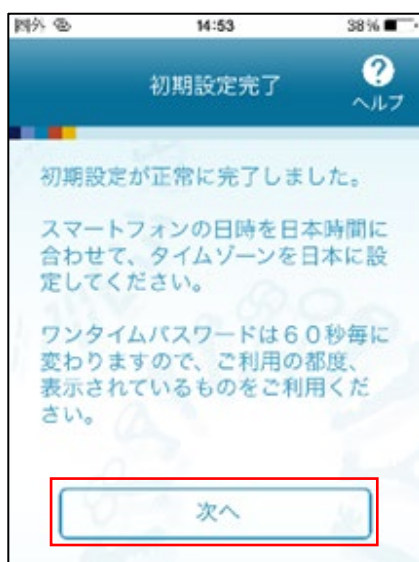 圏外 14:53 38%
初期設定完了
?
ヘルプ
初期設定が正常に完了しました。
スマートフォンの日時を日本時間に
合わせて、タイムゾーンを日本に設
定してください。
ワンタイムパスワードは60秒毎に
変わりますので、ご利用の都度、
表示されているものをご利用くだ
さい。
次へ